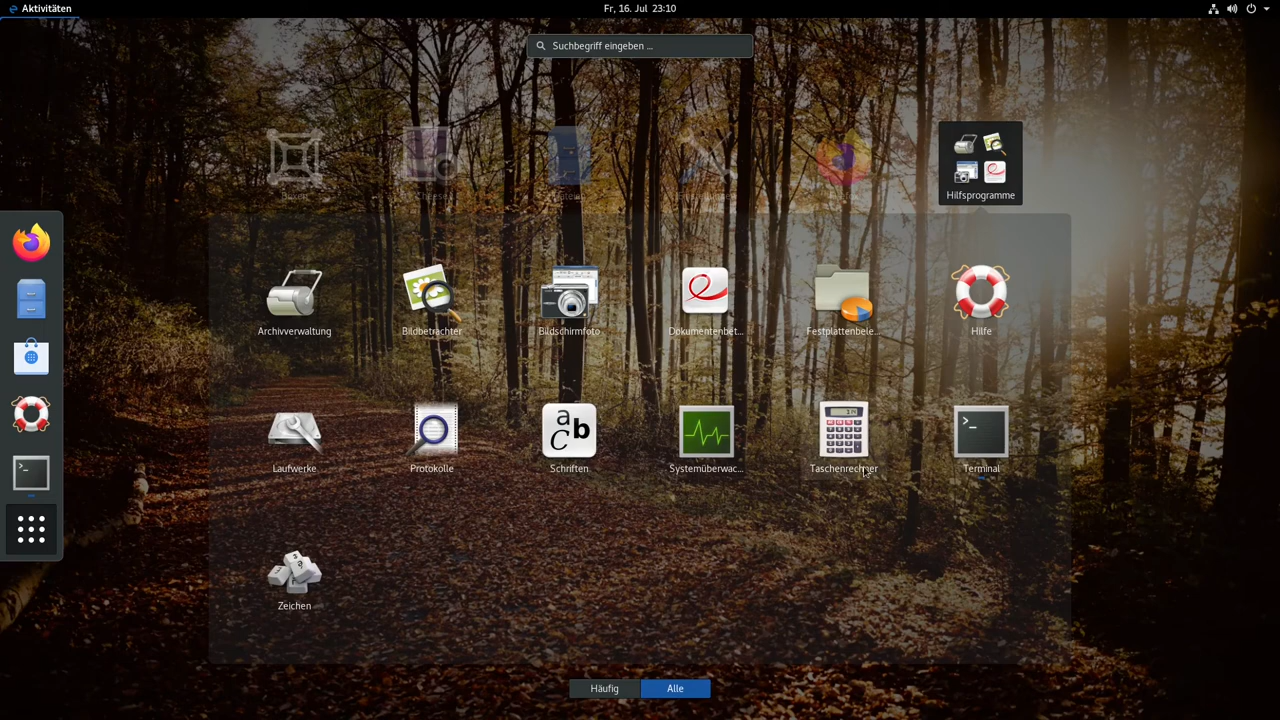 Aktivitäten
Fr, 16. Jul 23:10
Suchbegriff eingeben ...
Hilfsprogramme
Archivverwaltung
Bildbetrachter
Bildschirmfoto
Dokumentenbet...
Festplattenbele...
Hilfe
Laufwerke
Protokolle
Schriften
Systemüberwac...
Taschenrechner
Terminal
Zeichen
Häufig
Alle